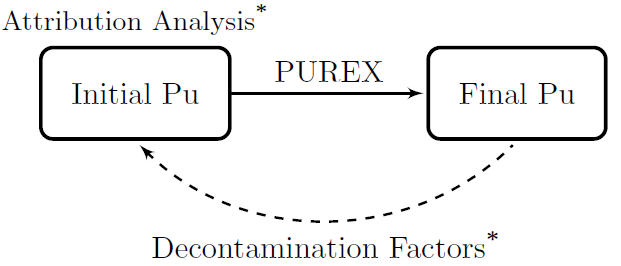 Attribution Analysis*
PUREX
Initial Pu
Final Pu
Decontamination Factors*